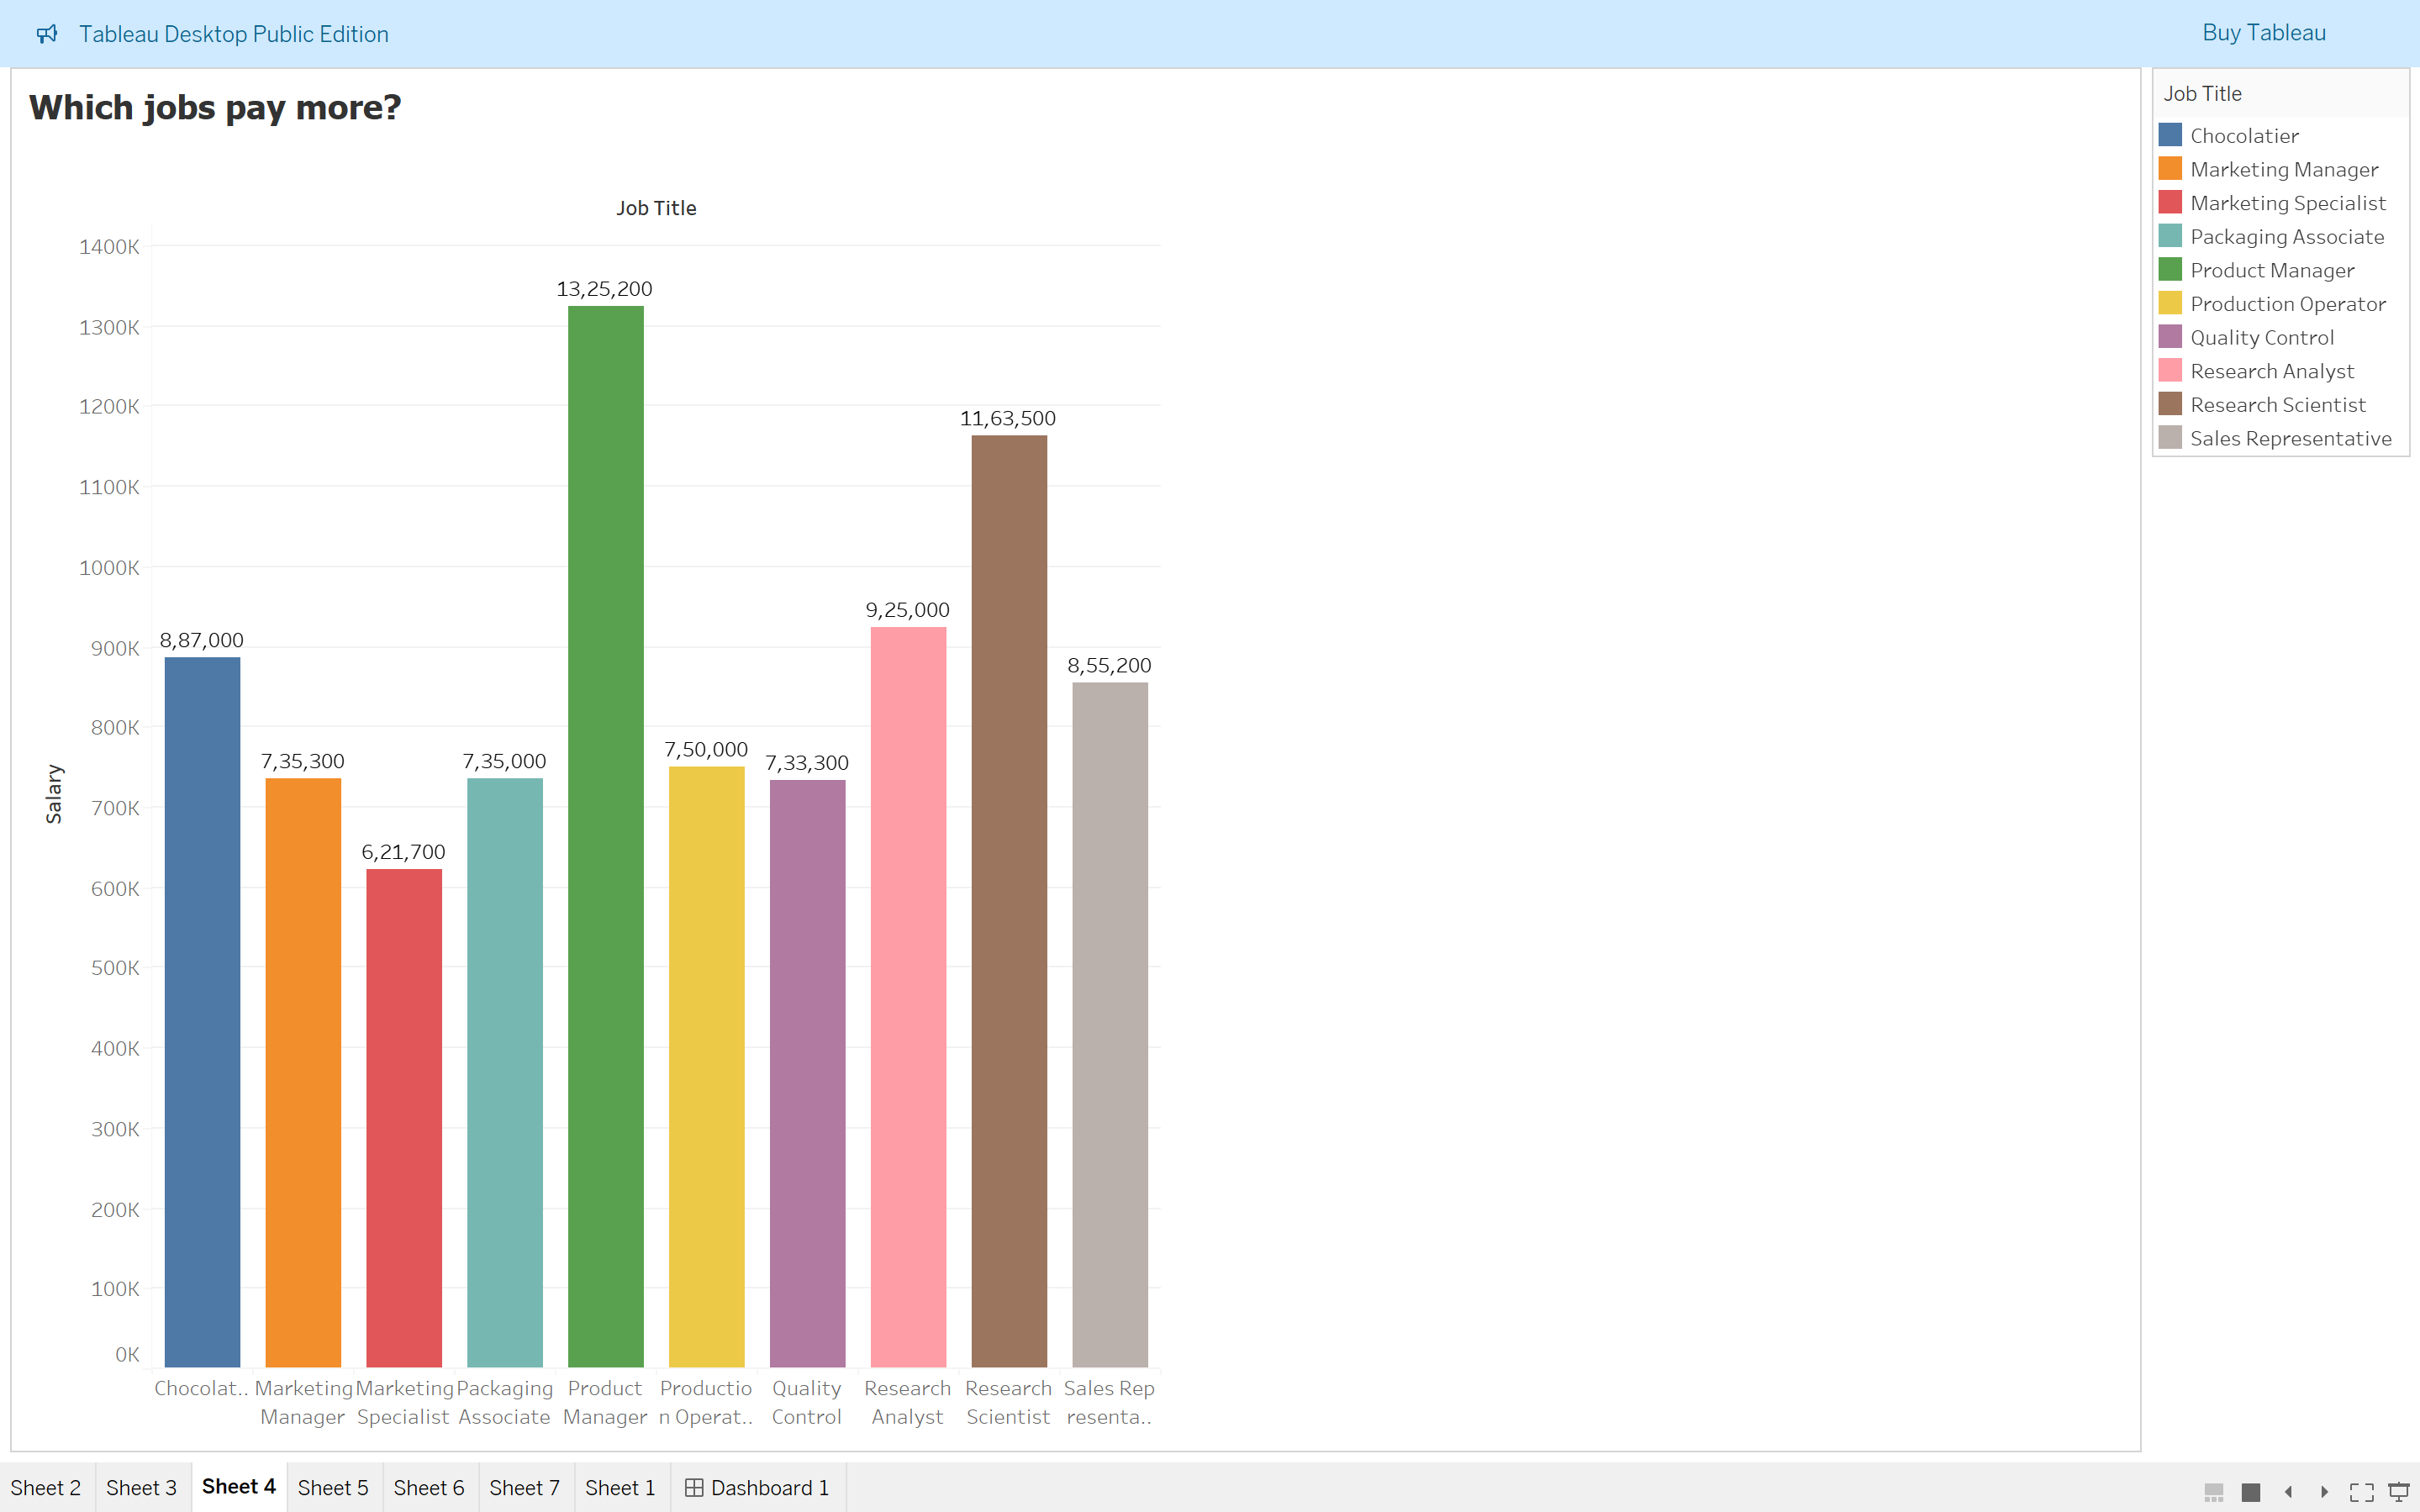 Tableau Desktop Public Edition
Buy Tableau
Which jobs pay more?
Job Title
Chocolatier
Marketing Manager
Marketing Specialist
Packaging Associate
Product Manager
Production Operator
Quality Control
Research Analyst
Research Scientist
Sales Representative
Job Title
1400K
1300K
1200K
1100K
1000K
900K
800K
700K
600K
500K
400K
300K
200K
100K
0K
Salary
8,87,000
7,35,300
6,21,700
7,35,000
13,25,200
7,50,000
7,33,300
9,25,000
11,63,500
8,55,200
Chocolat.. Marketing Marketing Packaging Product Productio Quality Research Research Sales Rep
Manager Specialist Associate Manager n Operat.. Control Analyst Scientist resenta..
Sheet 2 Sheet 3 Sheet 4 Sheet 5 Sheet 6 Sheet 7 Sheet 1 Dashboard 1